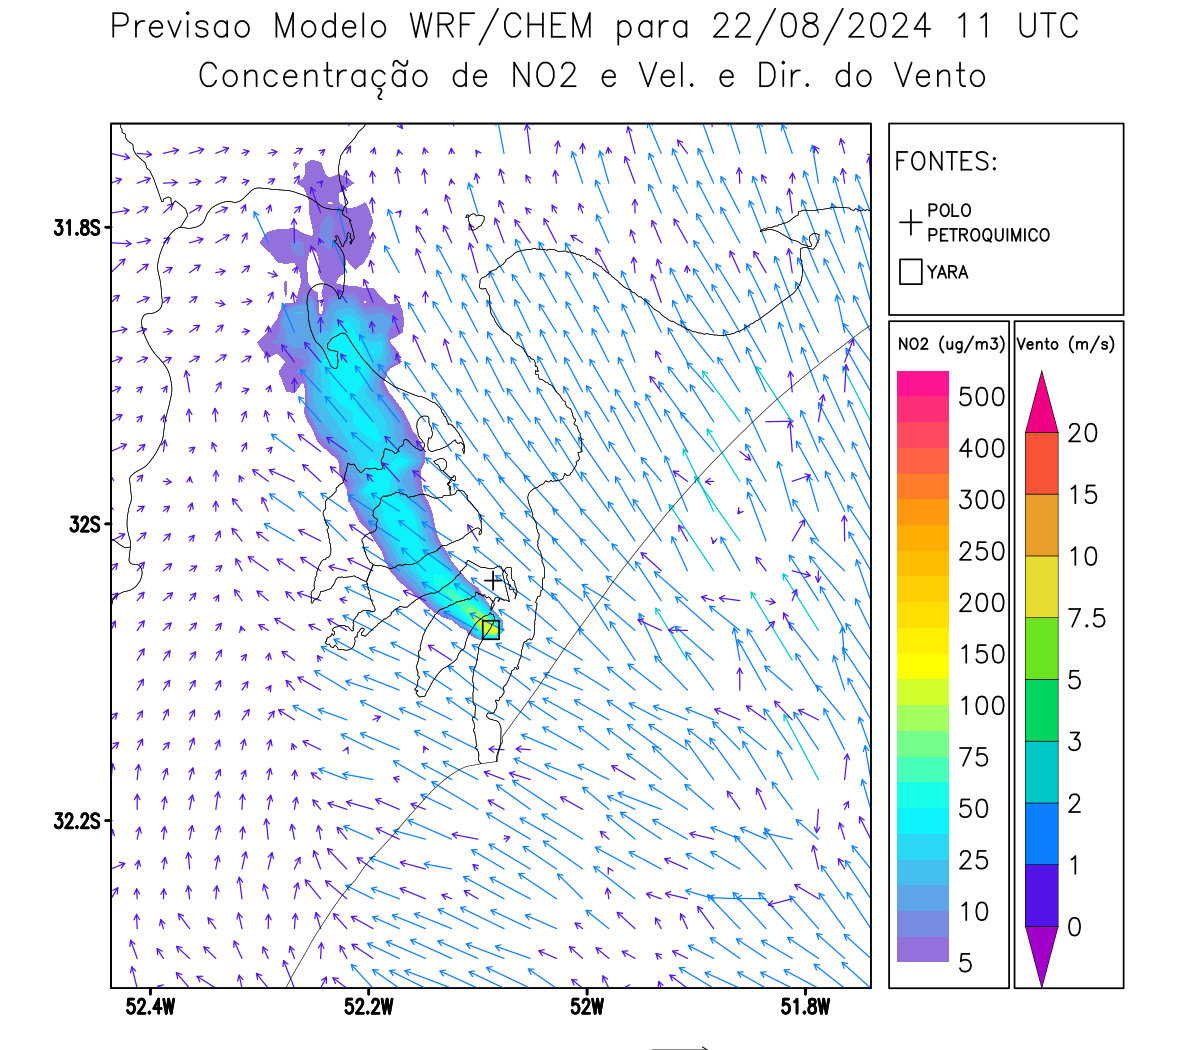 Previsao Modelo WRF/CHEM para 22/08/2024 11 UTC
Concentração de NO2 e Vel. e Dir. do Vento
FONTES:
POLO
PETROQUIMICO
YARA
NO2 (ug/m3)
500
400
300
250
200
150
100
75
50
25
10
5
Vento (m/s)
20
15
10
7.5
5
3
2
1
0
31.8S
32S
32.2S
52.4W
52.2W
52W
51.8W